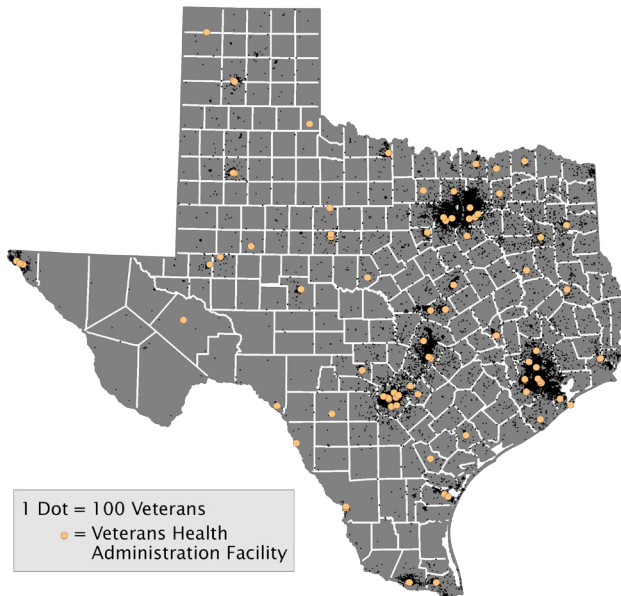 1 Dot = 100 Veterans
= Veterans Health
Administration Facility